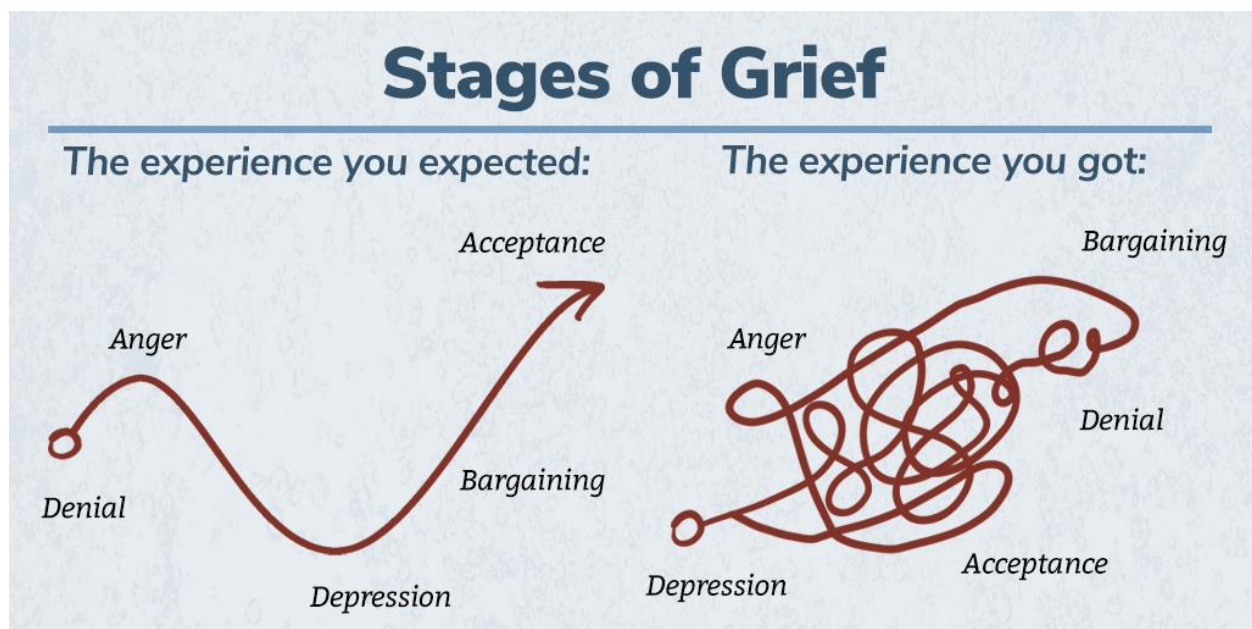 Stages of Grief
The experience you expected:
Acceptance
Anger
Bargaining
Denial
Depression
The experience you got:
Bargaining
Anger
Denial
Acceptance
Depression